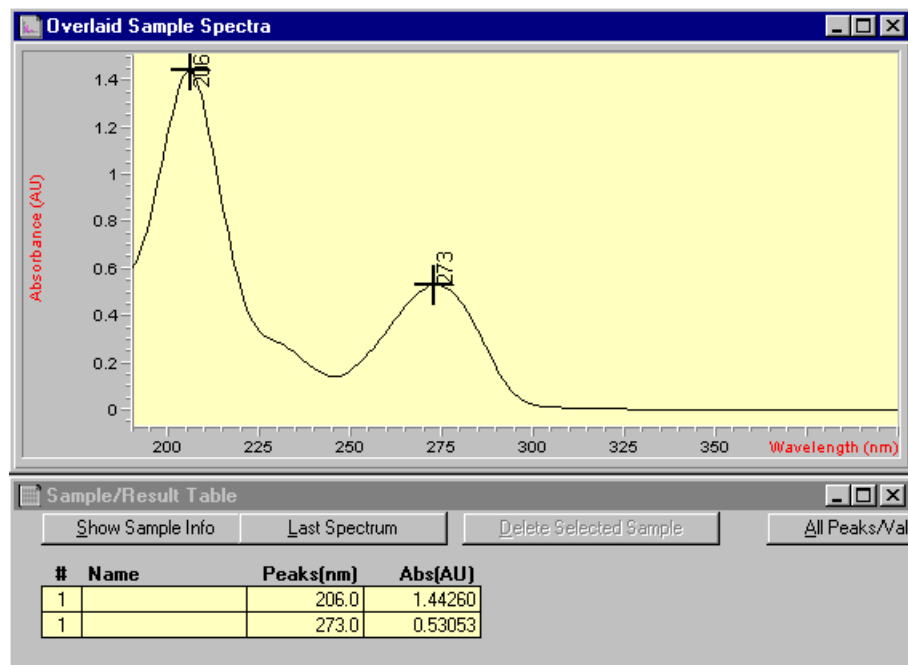 Overlaid Sample Spectra
206
273
Absorbance (AU)
1.4
1.2
1
0.8
0.6
0.4
0.2
0
200 225 250 275 300 325 350 Wavelength (nm)
Sample/Result Table
Show Sample Info Last Spectrum Delete Selected Sample All Peaks/Val
# Name Peaks(nm) Abs(AU)
1 206.0 1.44260
1 273.0 0.53053